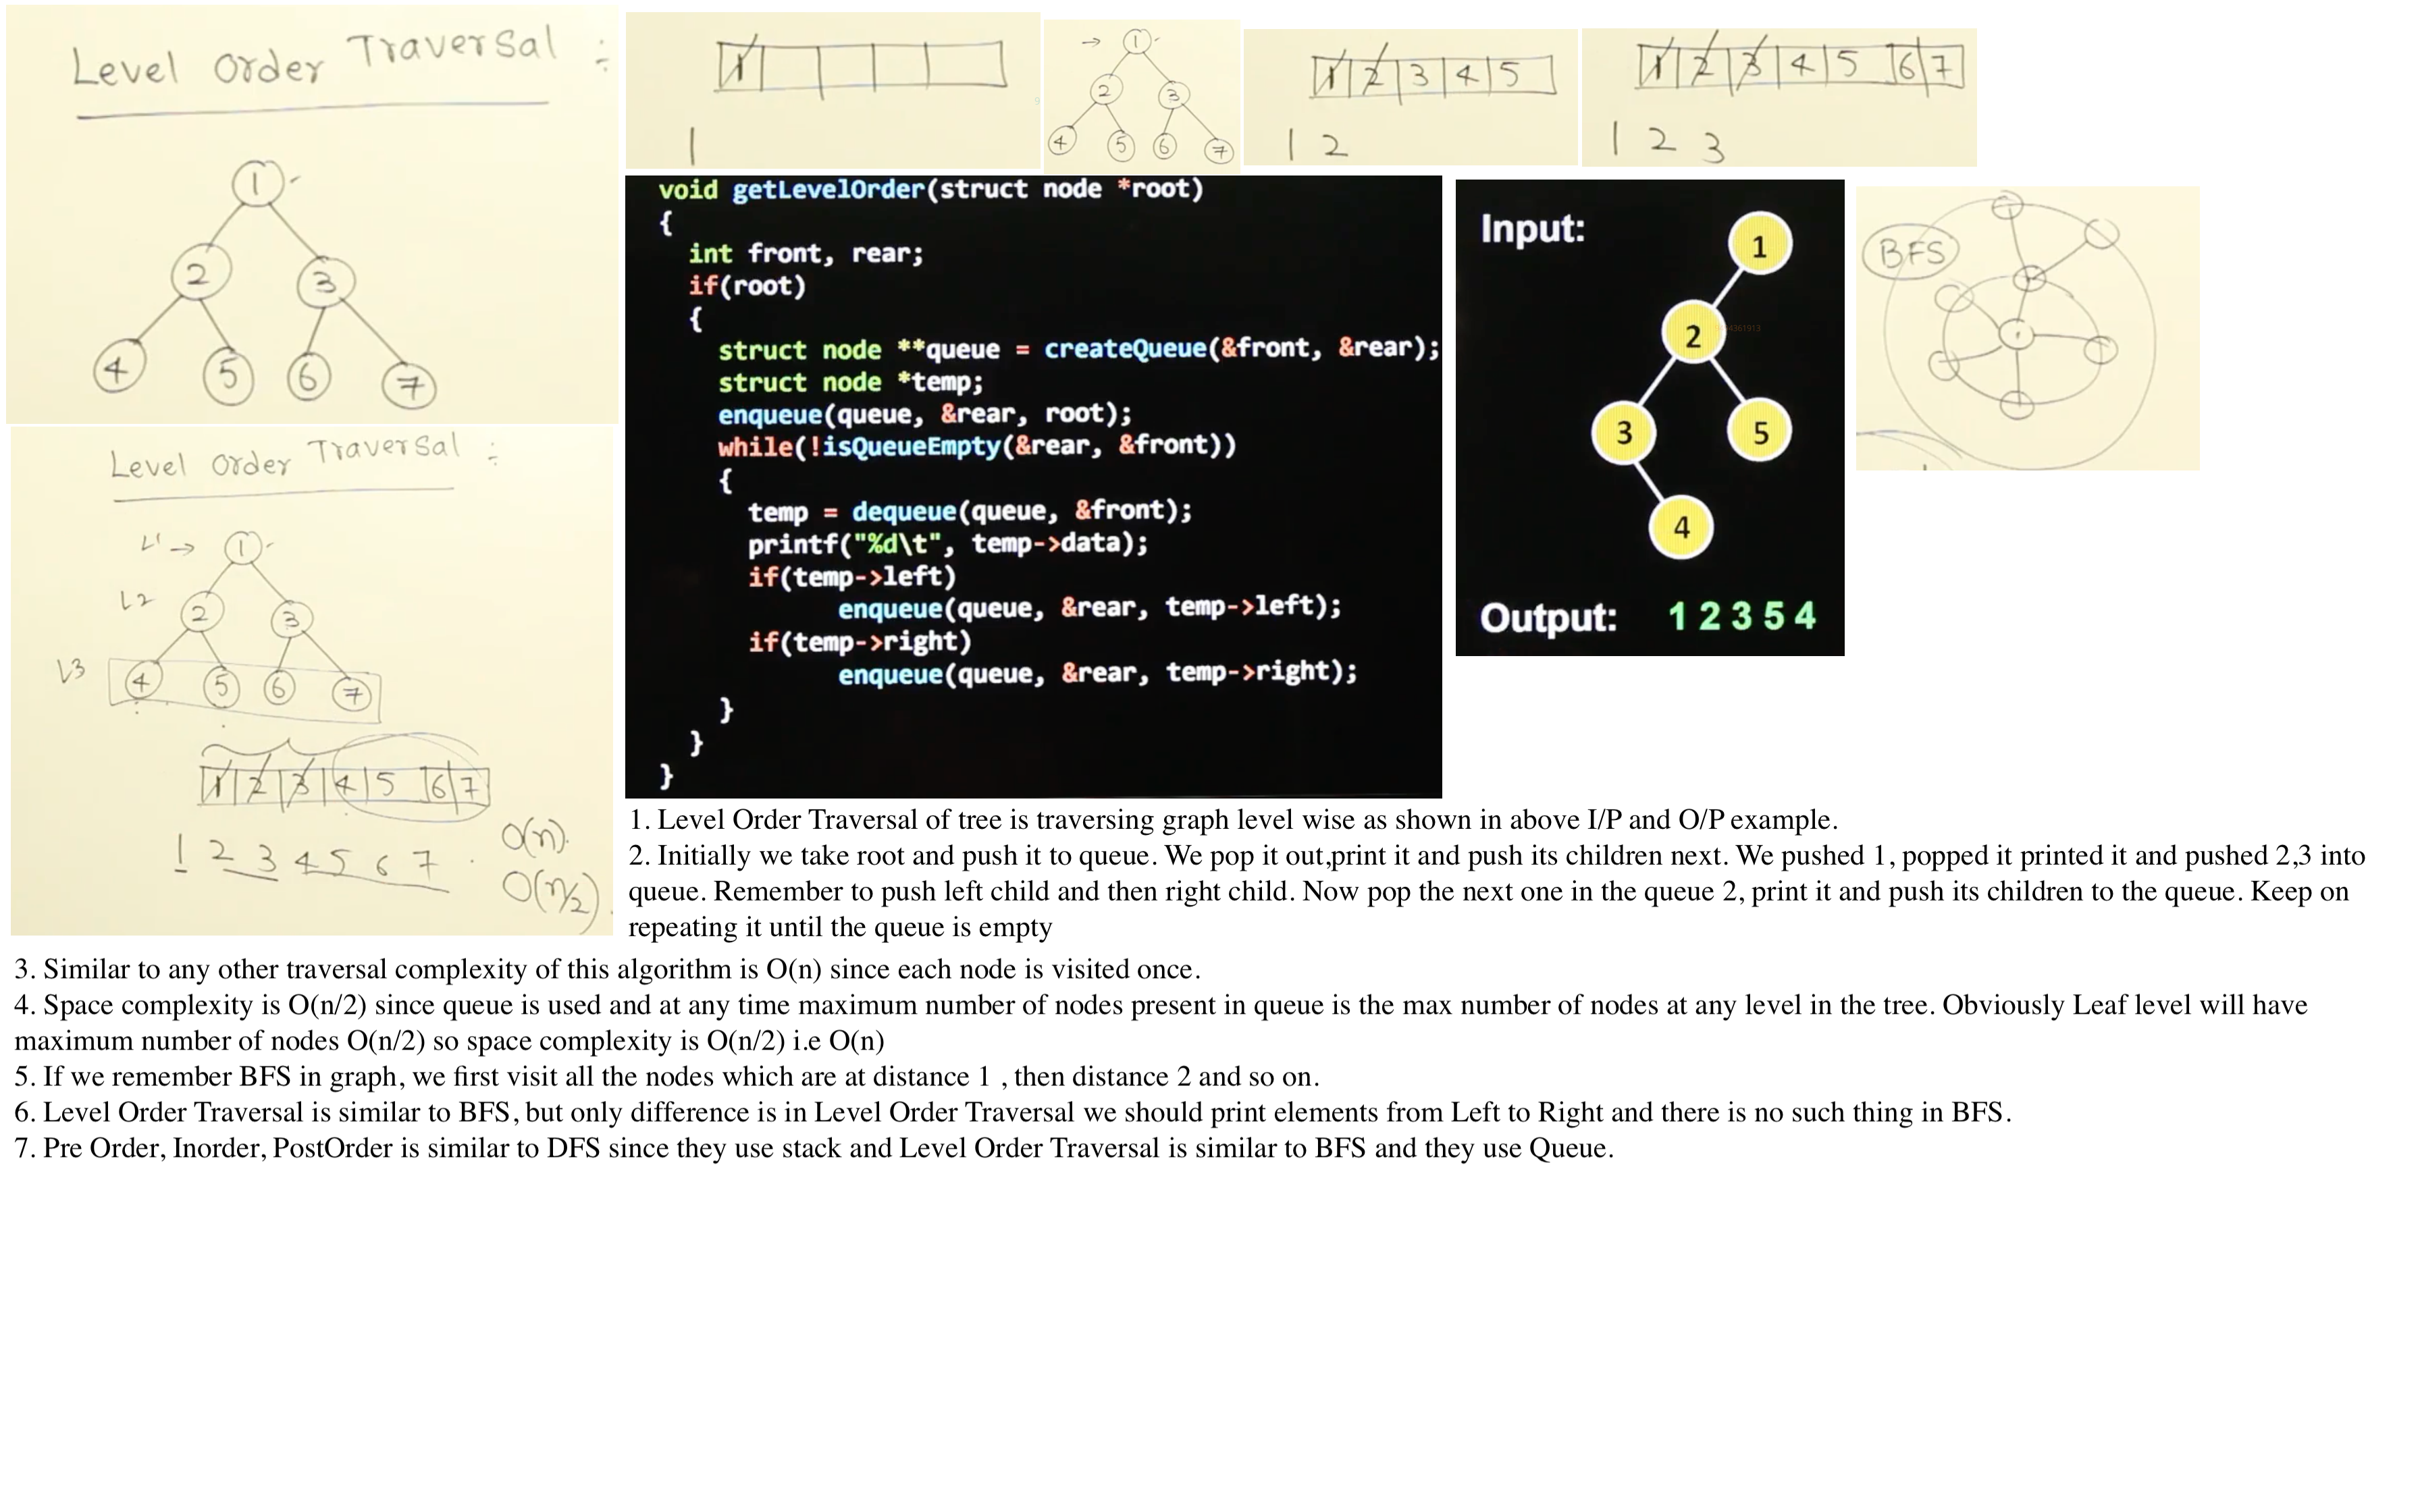 Level Order Traversal :
1
2 3
4 5 6 7
1
1
1
2 3
4 5 6 7
1 2 3 4 5
1 2
1 2 3 4 5 6 7
1 2 3
void getLevelOrder(struct node *root)
{
int front, rear;
if(root)
{
struct node **queue = createQueue(&front, &rear);
struct node *temp;
enqueue(queue, &rear, root);
while(!isQueueEmpty(&rear, &front))
{
temp = dequeue(queue, &front);
printf("%d\t", temp->data);
if(temp->left)
enqueue(queue, &rear, temp->left);
if(temp->right)
enqueue(queue, &rear, temp->right);
}
}
}
Input:
1
2
3 5
4
Output: 1 2 3 5 4
BFS
Level Order Traversal :
L1 → 1
L2 2 3
L3 4 5 6 7
1 2 3 4 5 6 7
1 2 3 4 5 6 7 . O(n).
O(n/2).
1. Level Order Traversal of tree is traversing graph level wise as shown in above I/P and O/P example.
2. Initially we take root and push it to queue. We pop it out,print it and push its children next. We pushed 1, popped it printed it and pushed 2,3 into
queue. Remember to push left child and then right child. Now pop the next one in the queue 2, print it and push its children to the queue. Keep on
repeating it until the queue is empty
3. Similar to any other traversal complexity of this algorithm is O(n) since each node is visited once.
4. Space complexity is O(n/2) since queue is used and at any time maximum number of nodes present in queue is the max number of nodes at any level in the tree. Obviously Leaf level will have
maximum number of nodes O(n/2) so space complexity is O(n/2) i.e O(n)
5. If we remember BFS in graph, we first visit all the nodes which are at distance 1 , then distance 2 and so on.
6. Level Order Traversal is similar to BFS, but only difference is in Level Order Traversal we should print elements from Left to Right and there is no such thing in BFS.
7. Pre Order, Inorder, PostOrder is similar to DFS since they use stack and Level Order Traversal is similar to BFS and they use Queue.